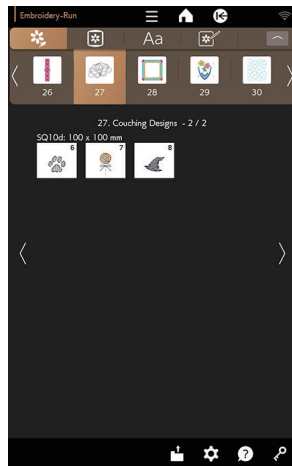 Embroidery-Run
Aa
26 27 28 29 30
27. Couching Designs - 2 / 2
SQ10d: 100 x 100 mm
6 7 8